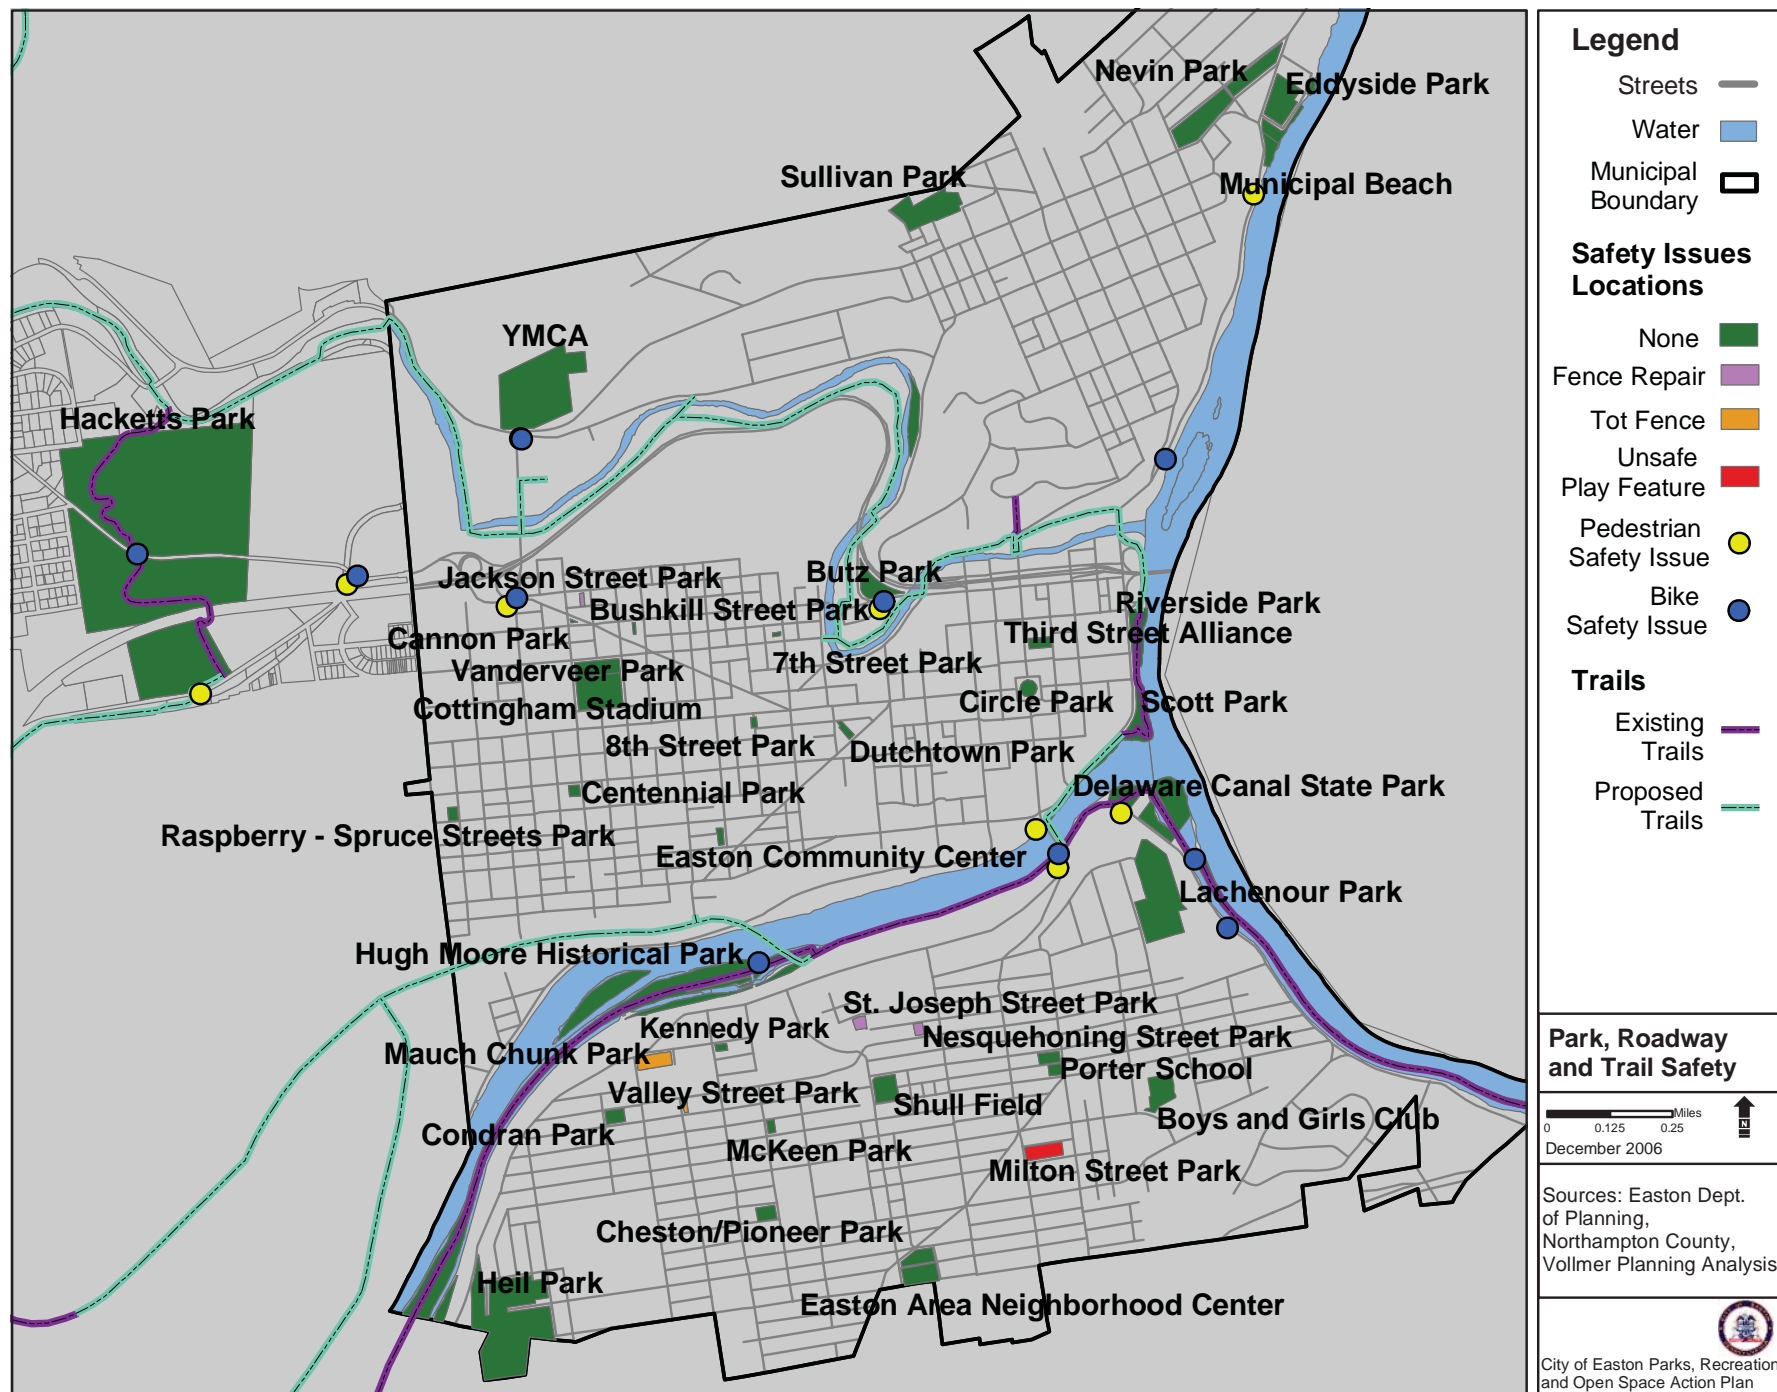 Nevin Park
Eddyside Park
Sullivan Park
Municipal Beach
YMCA
Hacketts Park
Jackson Street Park
Butz Park
Bushkill Street Park
Riverside Park
Third Street Alliance
Cannon Park
Vanderveer Park
7th Street Park
Cottingham Stadium
Circle Park
Scott Park
8th Street Park
Dutchtown Park
Centennial Park
Delaware Canal State Park
Raspberry - Spruce Streets Park
Easton Community Center
Lachenour Park
Hugh Moore Historical Park
St. Joseph Street Park
Kennedy Park
Nesquehoning Street Park
Mauch Chunk Park
Porter School
Valley Street Park
Shull Field
Boys and Girls Club
Condran Park
McKeen Park
Milton Street Park
Cheston/Pioneer Park
Heil Park
Easton Area Neighborhood Center
Legend
Streets
Water
Municipal
Boundary
Safety Issues
Locations
None
Fence Repair
Tot Fence
Unsafe
Play Feature
Pedestrian
Safety Issue
Bike
Safety Issue
Trails
Existing
Trails
Proposed
Trails
Park, Roadway
and Trail Safety
Miles
0 0.125 0.25
N
December 2006
Sources: Easton Dept.
of Planning,
Northampton County,
Vollmer Planning Analysis
City of Easton Parks, Recreation
and Open Space Action Plan